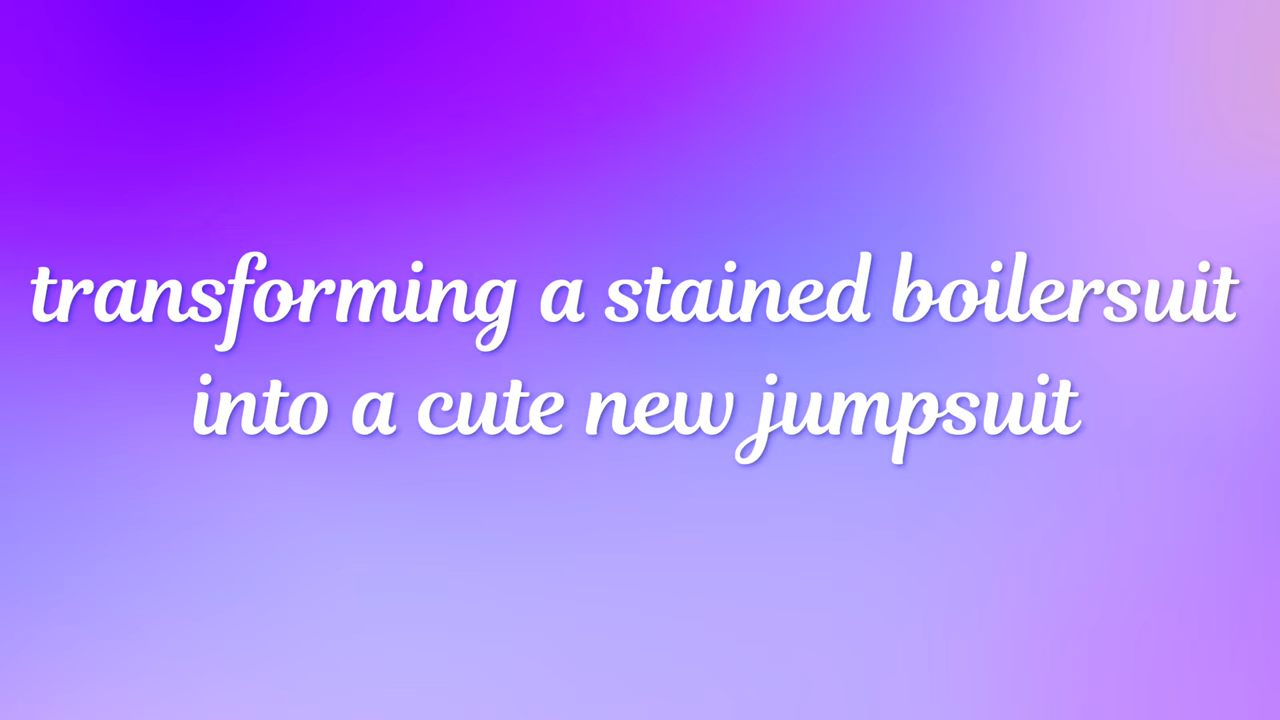 transforming a stained boilersuit
into a cute new jumpsuit